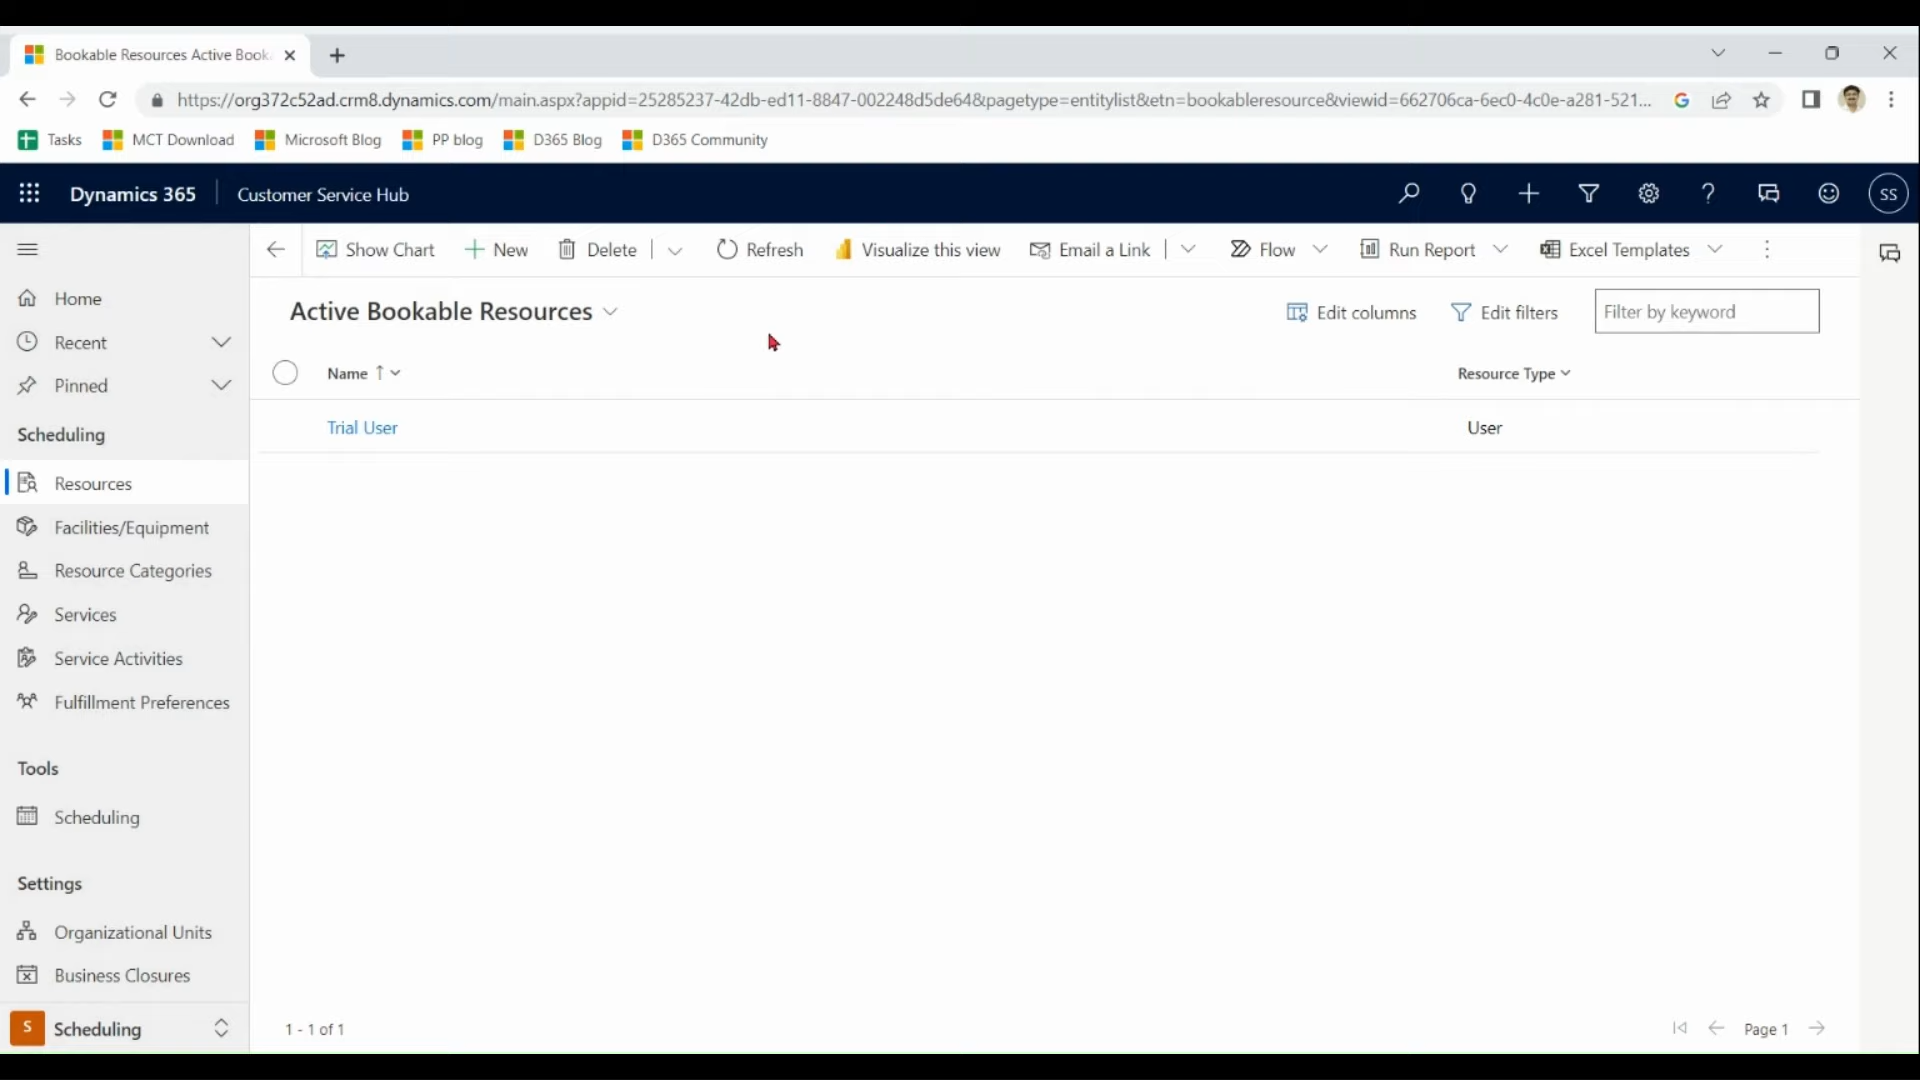 Bookable Resources Active Book
https://org372c52ad.crm8.dynamics.com/main.aspx?appid=25285237-42db-ed11-8847-002248d5de64&pagetype=entitylist&etn=bookableresource&viewid=662706ca-6ec0-4c0e-a281-521...
Tasks MCT Download Microsoft Blog PP blog D365 Blog D365 Community
Dynamics 365 Customer Service Hub SS
Show Chart New Delete Refresh Visualize this view Email a Link Flow Run Report Excel Templates
Home
Recent
Pinned
Scheduling
Resources
Facilities/Equipment
Resource Categories
Services
Service Activities
Fulfillment Preferences
Tools
Scheduling
Settings
Organizational Units
Business Closures
S Scheduling
Active Bookable Resources Edit columns Edit filters Filter by keyword
Name Resource Type
Trial User User
1 - 1 of 1 Page 1